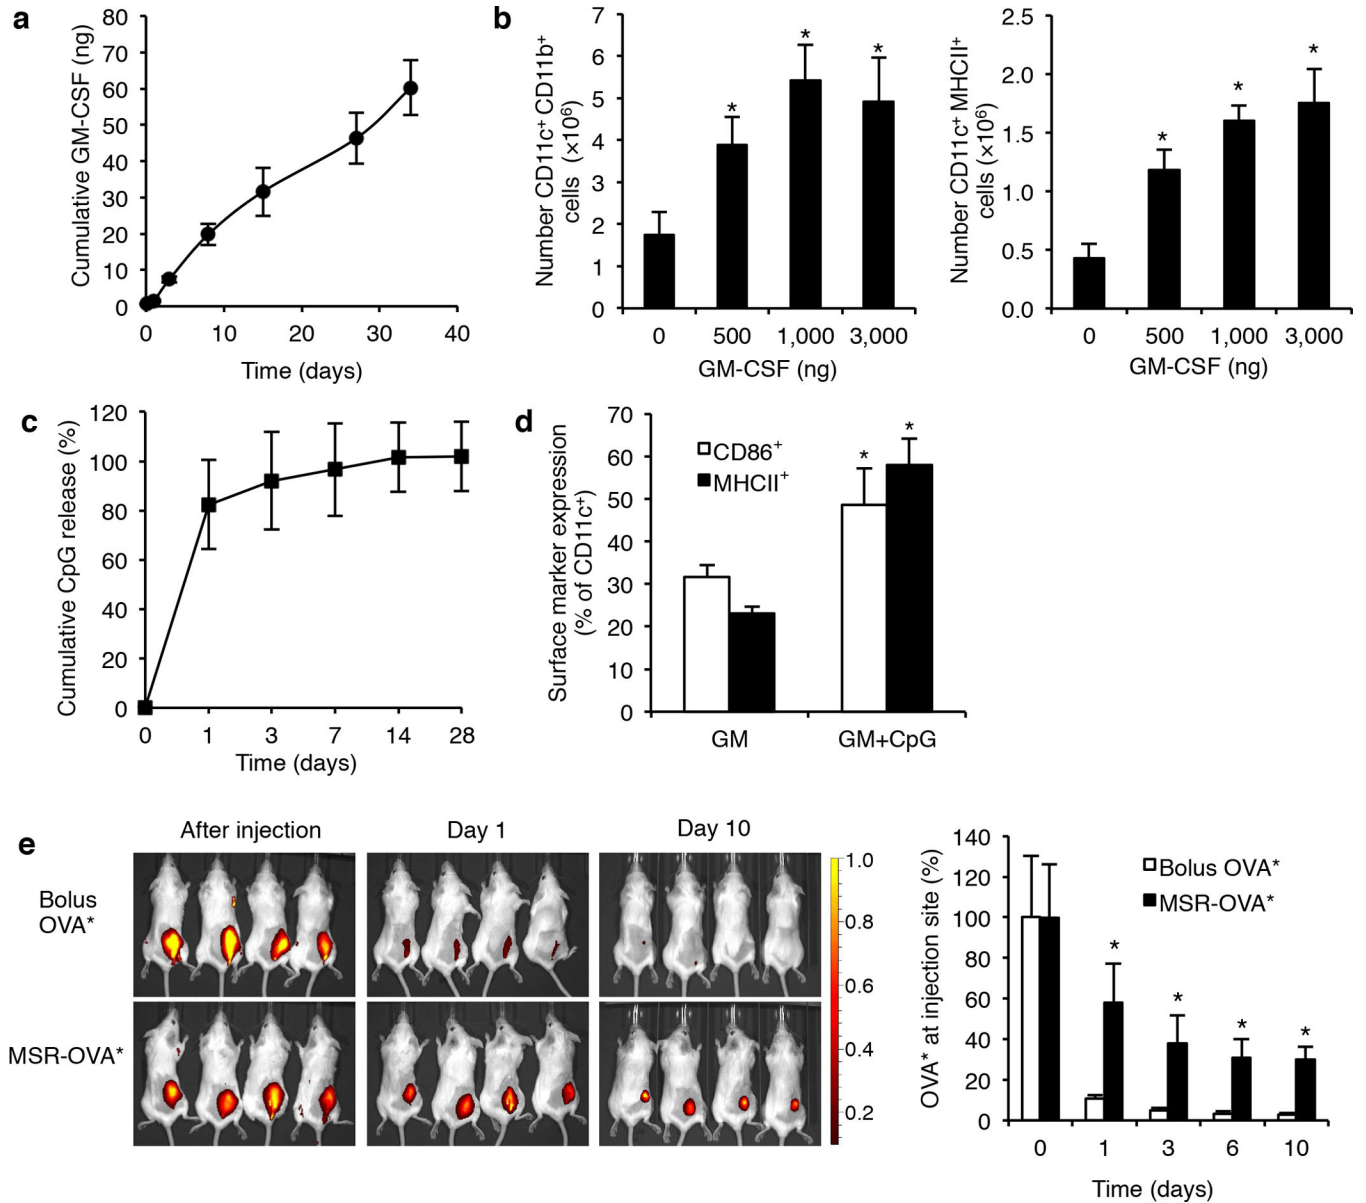 a
Cumulative GM-CSF (ng)
80
70
60
50
40
30
20
10
0
0 10 20 30 40
Time (days)
b
Number CD11c⁺ CD11b⁺
cells (×10⁶)
7
6
5
4
3
2
1
0
* * *
0 500 1,000 3,000
GM-CSF (ng)
Number CD11c⁺ MHCII⁺
cells (×10⁶)
2.5
2.0
1.5
1.0
0.5
0.0
* * *
0 500 1,000 3,000
GM-CSF (ng)
c
Cumulative CpG release (%)
120
100
80
60
40
20
0
0 1 3 7 14 28
Time (days)
d
Surface marker expression
(% of CD11c⁺)
70
60
50
40
30
20
10
0
CD86⁺
MHCII⁺
* *
GM GM+CpG
e
After injection Day 1 Day 10
Bolus
OVA*
MSR-OVA*
1.0
0.8
0.6
0.4
0.2
OVA* at injection site (%)
140
120
100
80
60
40
20
0
Bolus OVA*
MSR-OVA*
* * * *
0 1 3 6 10
Time (days)